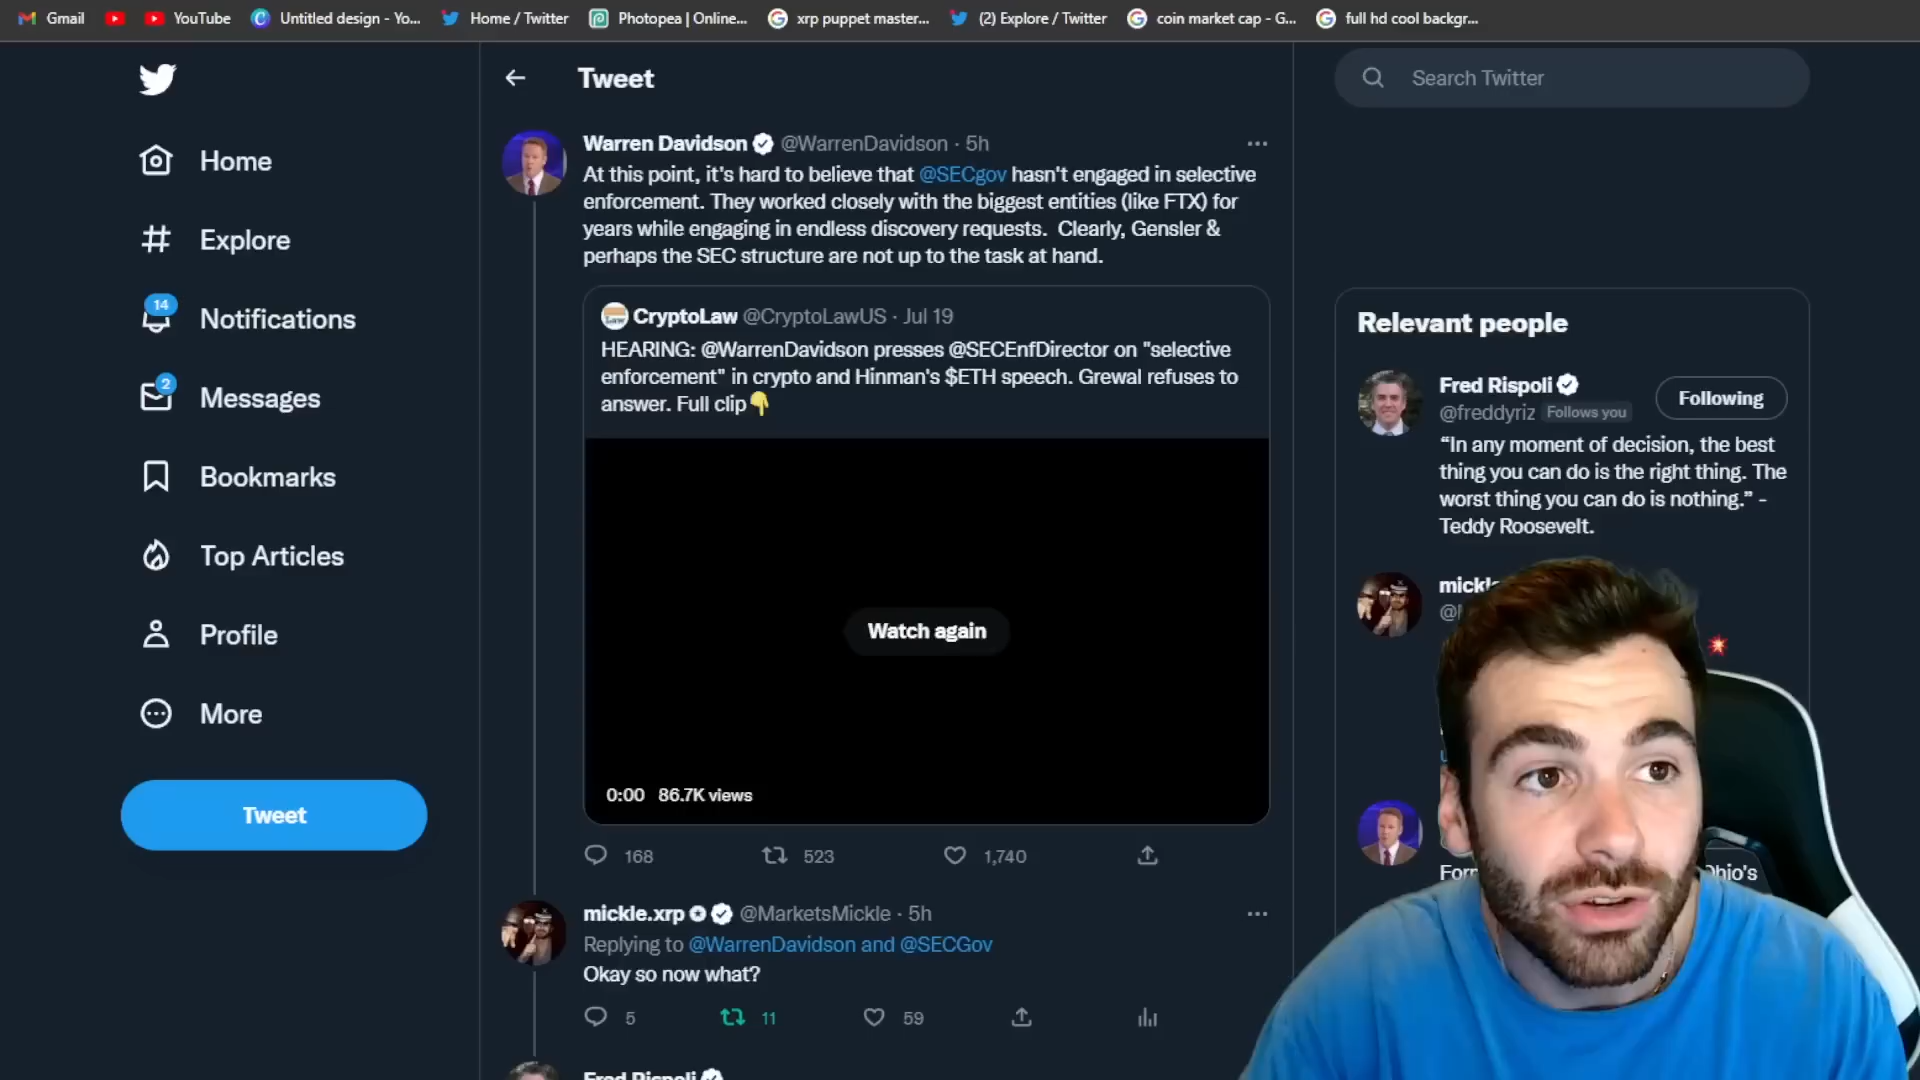 Gmail
YouTube
Untitled design - Yo...
Home / Twitter
Photopea | Online...
xrp puppet master...
(2) Explore / Twitter
coin market cap - G...
full hd cool backgr...
Tweet
Search Twitter
Home
Explore
14
Notifications
2
Messages
Bookmarks
Top Articles
Profile
More
Tweet
Warren Davidson @WarrenDavidson · 5h
At this point, it's hard to believe that @SECgov hasn't engaged in selective
enforcement. They worked closely with the biggest entities (like FTX) for
years while engaging in endless discovery requests.  Clearly, Gensler &
perhaps the SEC structure are not up to the task at hand.
CryptoLaw @CryptoLawUS · Jul 19
HEARING: @WarrenDavidson presses @SECEnfDirector on "selective
enforcement" in crypto and Hinman's $ETH speech. Grewal refuses to
answer. Full clip👇
Watch again
0:00 86.7K views
168 523 1,740
mickle.xrp @MarketsMickle · 5h
Replying to @WarrenDavidson and @SECGov
Okay so now what?
5 11 59
Fred Rispoli
Relevant people
Fred Rispoli
Following
@freddyriz Follows you
“In any moment of decision, the best
thing you can do is the right thing. The
worst thing you can do is nothing.” -
Teddy Roosevelt.
Ohio's